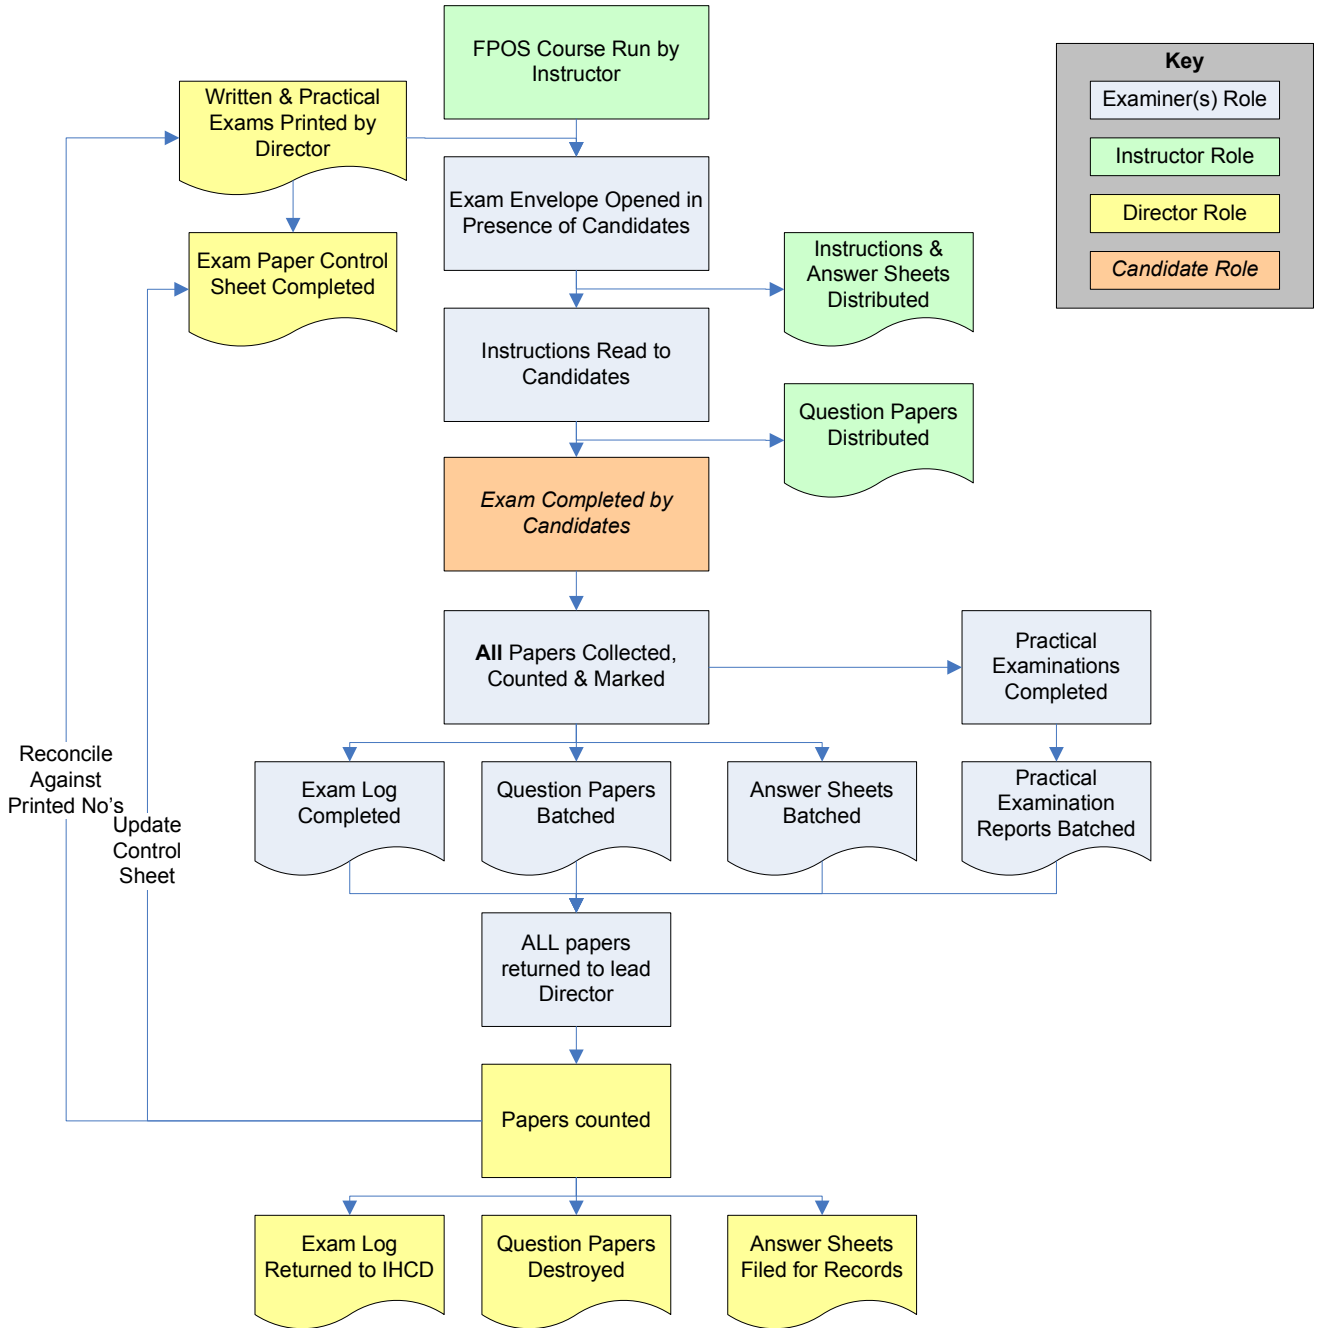 FPOS Course Run by
Instructor
Key
Examiner(s) Role
Instructor Role
Director Role
Candidate Role
Written & Practical
Exams Printed by
Director
Exam Envelope Opened in
Presence of Candidates
Exam Paper Control
Sheet Completed
Instructions &
Answer Sheets
Distributed
Instructions Read to
Candidates
Question Papers
Distributed
Exam Completed by
Candidates
All Papers Collected,
Counted & Marked
Practical
Examinations
Completed
Reconcile
Against
Printed No's
Update
Control
Sheet
Exam Log
Completed
Question Papers
Batched
Answer Sheets
Batched
Practical
Examination
Reports Batched
ALL papers
returned to lead
Director
Papers counted
Exam Log
Returned to IHCD
Question Papers
Destroyed
Answer Sheets
Filed for Records